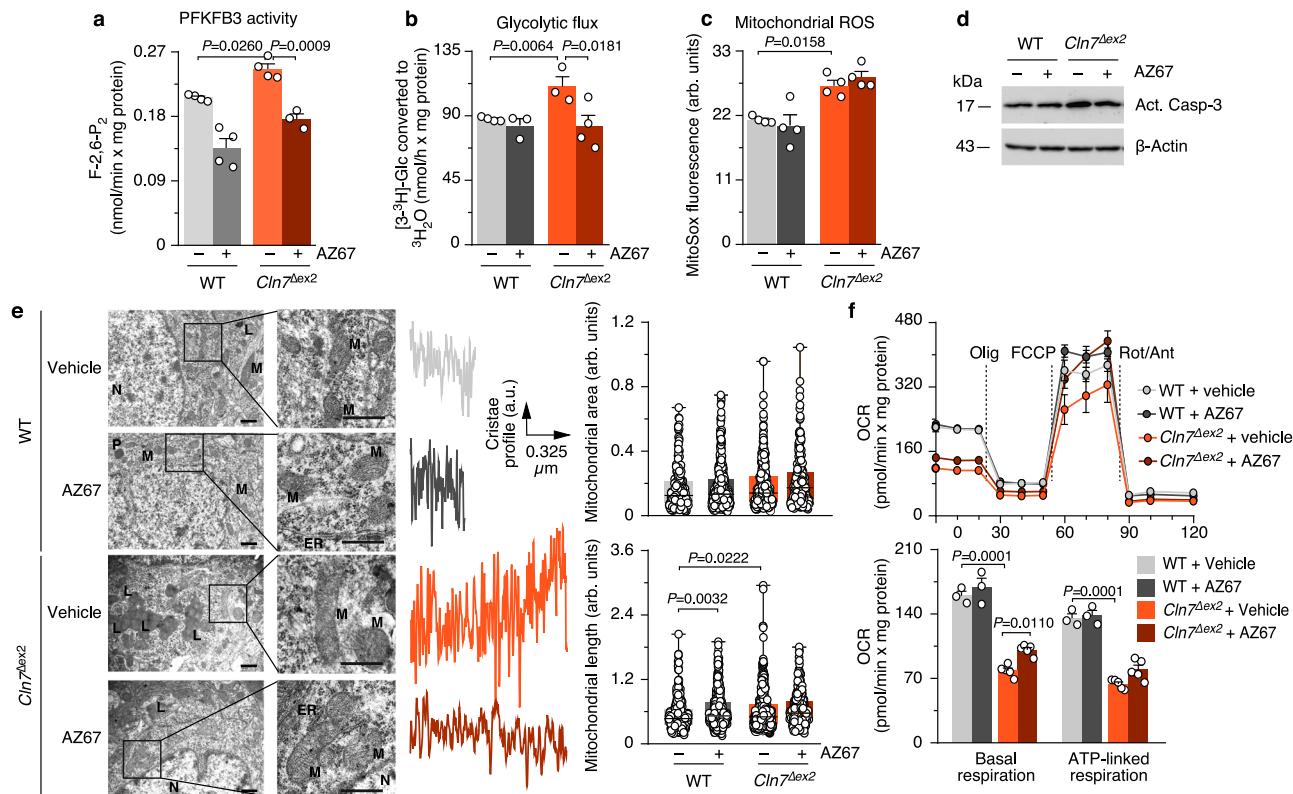 a
PFKFB3 activity
P=0.0260
P=0.0009
F-2,6-P2
(nmol/min x mg protein)
0.27
0.18
0.09
0
–
+
–
+
AZ67
WT
Cln7Δex2
b
Glycolytic flux
P=0.0064
P=0.0181
[3-3H]-Glc converted to
3H2O (nmol/h x mg protein)
135
90
45
0
–
+
–
+
AZ67
WT
Cln7Δex2
c
Mitochondrial ROS
P=0.0158
MitoSox fluorescence (arb. units)
33
22
11
0
–
+
–
+
AZ67
WT
Cln7Δex2
d
WT
Cln7Δex2
kDa
–
+
–
+
AZ67
17
Act. Casp-3
43
β-Actin
e
WT
Vehicle
N
L
M
M
M
AZ67
P
M
M
M
ER
Cln7Δex2
Vehicle
L
L
L
L
M
M
AZ67
L
N
ER
M
M
N
Cristae
profile (a.u.)
0.325
µm
Mitochondrial area (arb. units)
1.2
0.8
0.4
0
Mitochondrial length (arb. units)
3.6
2.4
1.2
0
P=0.0222
P=0.0032
–
+
–
+
AZ67
WT
Cln7Δex2
f
OCR
(pmol/min x mg protein)
480
320
160
0
Olig
FCCP
Rot/Ant
WT + vehicle
WT + AZ67
Cln7Δex2 + vehicle
Cln7Δex2 + AZ67
0
30
60
90
120
OCR
(pmol/min x mg protein)
210
140
70
0
P=0.0001
P=0.0110
P=0.0001
WT + Vehicle
WT + AZ67
Cln7Δex2 + Vehicle
Cln7Δex2 + AZ67
Basal
respiration
ATP-linked
respiration